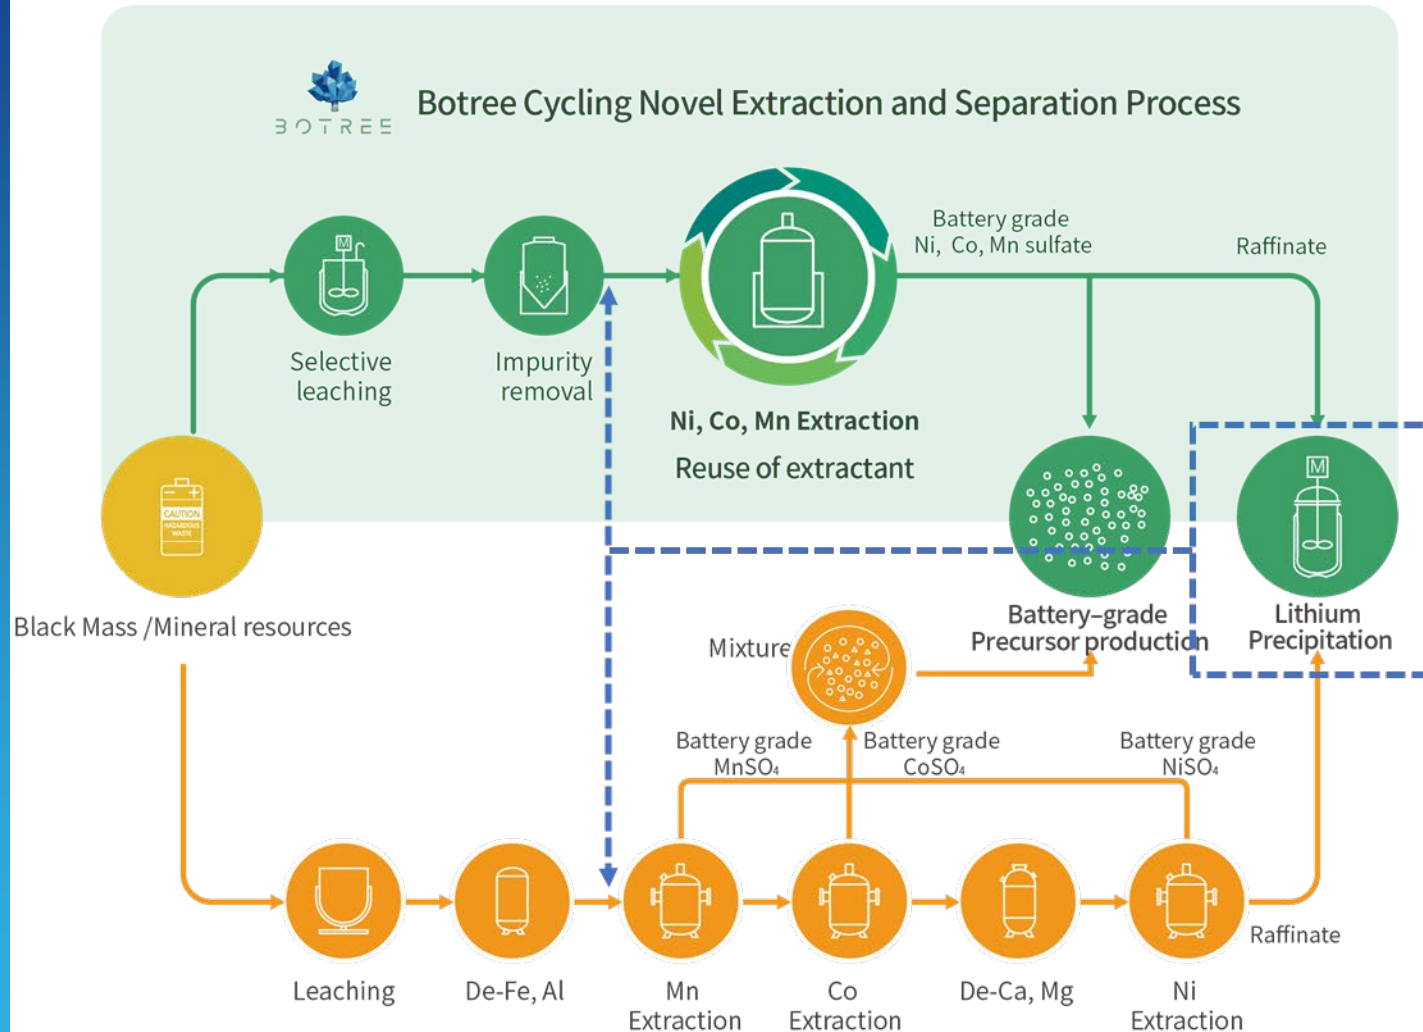 BOTREE
Botree Cycling Novel Extraction and Separation Process
Battery grade
Ni, Co, Mn sulfate
Raffinate
M
Selective
leaching
Impurity
removal
Ni, Co, Mn Extraction
Reuse of extractant
M
- +
CAUTION
HAZARDOUS
WASTE
Black Mass /Mineral resources
Battery–grade
Precursor production
Lithium
Precipitation
Mixture
Battery grade
MnSO₄
Battery grade
CoSO₄
Battery grade
NiSO₄
Raffinate
Leaching
De-Fe, Al
Mn
Extraction
Co
Extraction
De-Ca, Mg
Ni
Extraction